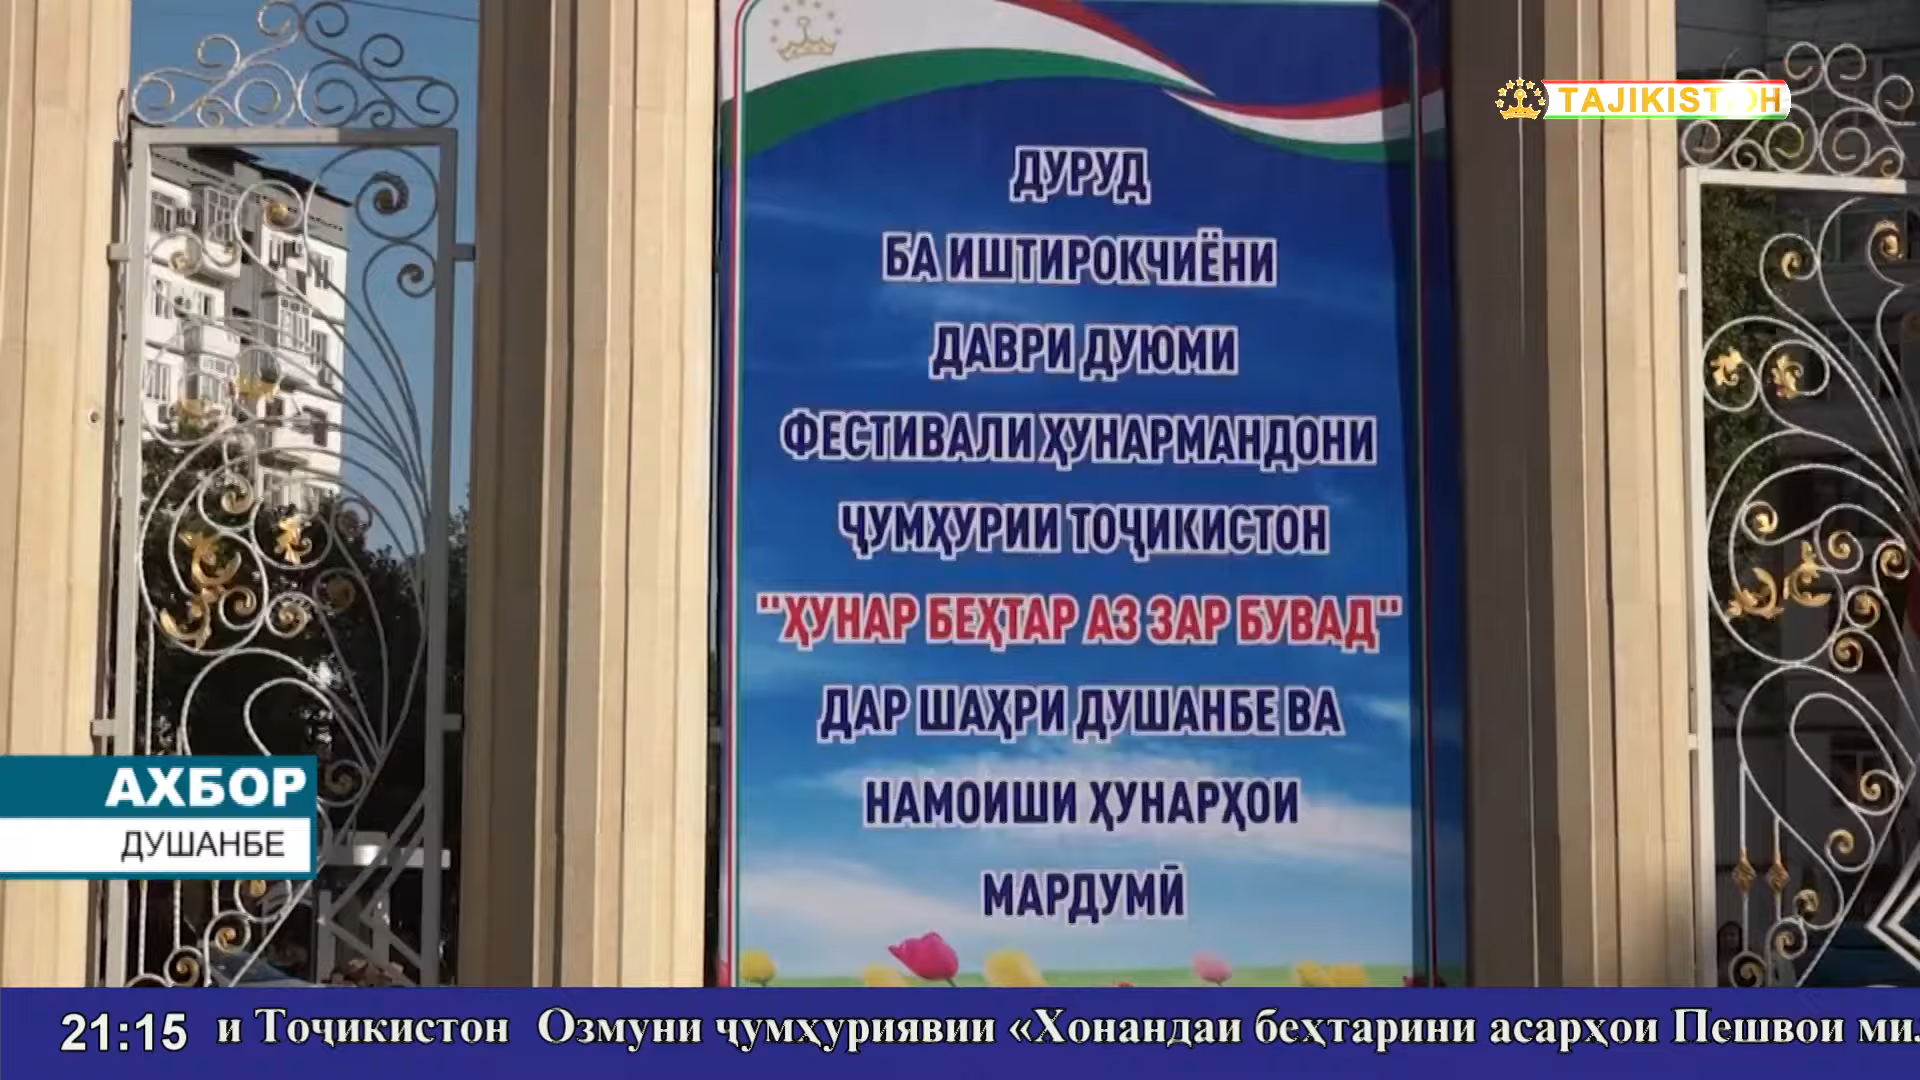 TAJIKISTОН
ДУРУД
БА ИШТИРОКЧИЁНИ
ДАВРИ ДУЮМИ
ФЕСТИВАЛИ ҲУНАРМАНДОНИ
ҶУМҲУРИИ ТОҶИКИСТОН
"ҲУНАР БЕҲТАР АЗ ЗАР БУВАД"
ДАР ШАҲРИ ДУШАНБЕ ВА
НАМОИШИ ҲУНАРҲОИ
МАРДУМӢ
АХБОР
ДУШАНБЕ
21:15 и Тоҷикистон Озмуни ҷумҳуриявии «Хонандаи беҳтарини асарҳои Пешвои